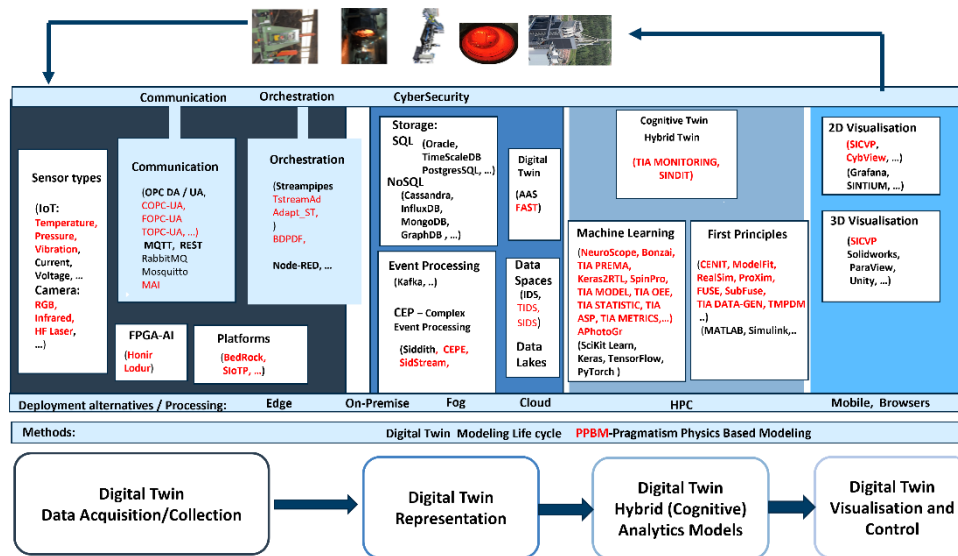 Communication
Orchestration
CyberSecurity
Sensor types
(IoT:
Temperature,
Pressure,
Vibration,
Current,
Voltage, ...
Camera:
RGB,
Infrared,
HF Laser,
...)
Communication
(OPC DA / UA,
COPC-UA,
FOPC-UA,
TOPC-UA, ...)
MQTT, REST
RabbitMQ
Mosquitto
MAI
Orchestration
(Streampipes
TstreamAd
Adapt_ST,
)
BDPDF,
Node-RED, ...)
FPGA-AI
(Honir
Lodur)
Platforms
(BedRock,
SIoTP, ...)
Storage:
SQL
(Oracle,
TimeScaleDB
PostgresSQL, ...)
NoSQL
(Cassandra,
InfluxDB,
MongoDB,
GraphDB , ...)
Event Processing
(Kafka, ..)
CEP – Complex
Event Processing
(Siddith, CEPE,
SidStream,)
Digital
Twin
(AAS
FAST)
Data
Spaces
(IDS,
TIDS,
SIDS)
Data
Lakes
Cognitive Twin
Hybrid Twin
(TIA MONITORING,
SINDIT)
Machine Learning
(NeuroScope, Bonzai,
TIA PREMA,
Keras2RTL, SpinPro,
TIA MODEL, TIA OEE,
TIA STATISTIC, TIA
ASP, TIA METRICS,...)
APhotoGr
(SciKit Learn,
Keras, TensorFlow,
PyTorch )
First Principles
(CENIT, ModelFit,
RealSim, ProXim,
FUSE, SubFuse,
TIA DATA-GEN, TMPDM
..)
(MATLAB, Simulink,..
2D Visualisation
(SICVP,
CybView, ...)
(Grafana,
SINTIUM, ...)
3D Visualisation
(SICVP
Solidworks,
ParaView,
Unity, ...)
Deployment alternatives / Processing:
Edge
On-Premise
Fog
Cloud
HPC
Mobile, Browsers
Methods:
Digital Twin Modeling Life cycle
PPBM-Pragmatism Physics Based Modeling
Digital Twin
Data Acquisition/Collection
Digital Twin
Representation
Digital Twin
Hybrid (Cognitive)
Analytics Models
Digital Twin
Visualisation and
Control